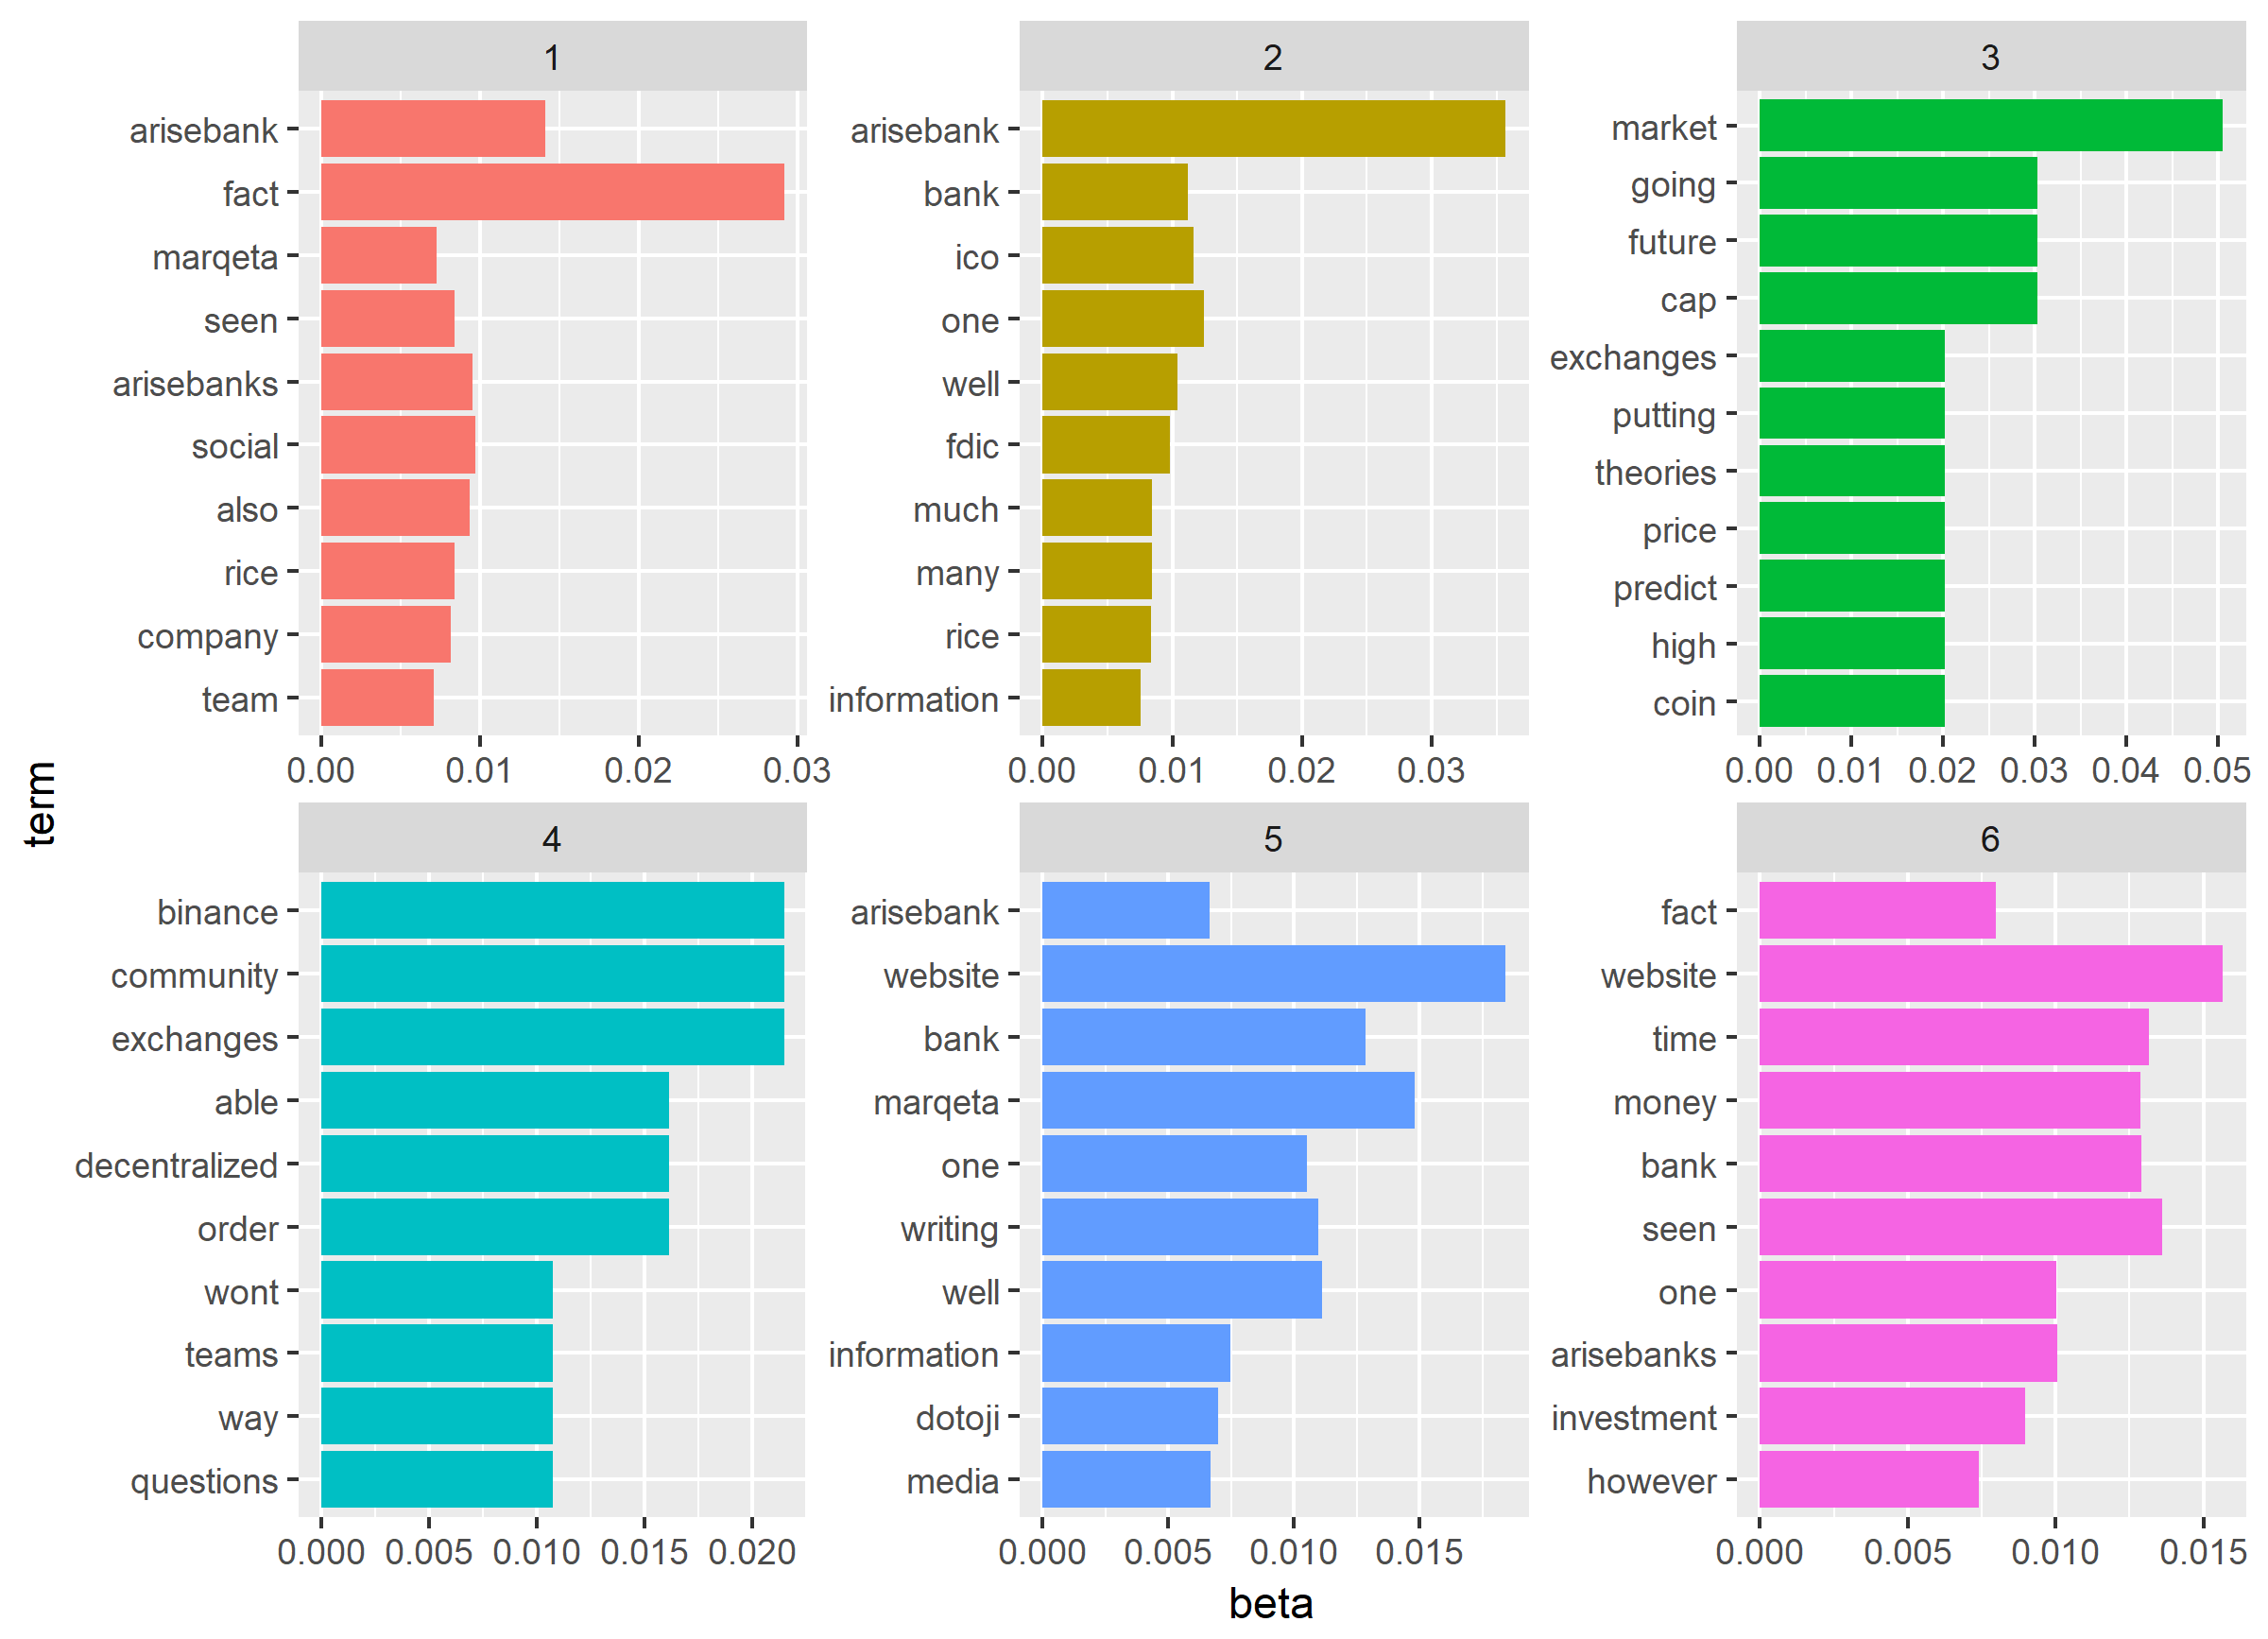 1
arisebank
fact
marqeta
seen
arisebanks
social
also
rice
company
team
0.00 0.01 0.02 0.03
2
arisebank
bank
ico
one
well
fdic
much
many
rice
information
0.00 0.01 0.02 0.03
3
market
going
future
cap
exchanges
putting
theories
price
predict
high
coin
0.00 0.01 0.02 0.03 0.04 0.05
term
4
binance
community
exchanges
able
decentralized
order
wont
teams
way
questions
0.000 0.005 0.010 0.015 0.020
5
arisebank
website
bank
marqeta
one
writing
well
information
dotoji
media
0.000 0.005 0.010 0.015
6
fact
website
time
money
bank
seen
one
arisebanks
investment
however
0.000 0.005 0.010 0.015
beta